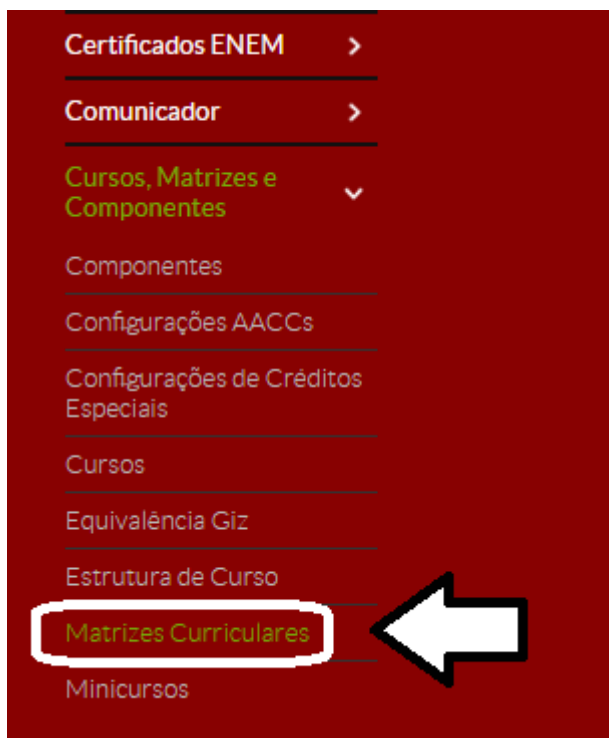 Certificados ENEM
Comunicador
Cursos, Matrizes e
Componentes
Componentes
Configurações AACCs
Configurações de Créditos
Especiais
Cursos
Equivalência Giz
Estrutura de Curso
Matrizes Curriculares
Minicursos